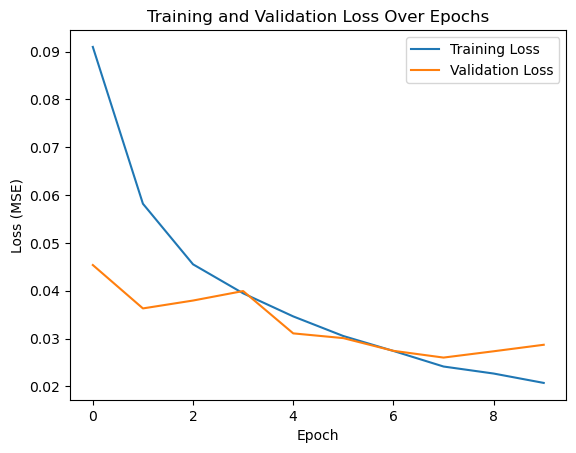 Training and Validation Loss Over Epochs
Training Loss
Validation Loss
0.09
0.08
0.07
0.06
0.05
0.04
0.03
0.02
Loss (MSE)
0 2 4 6 8
Epoch